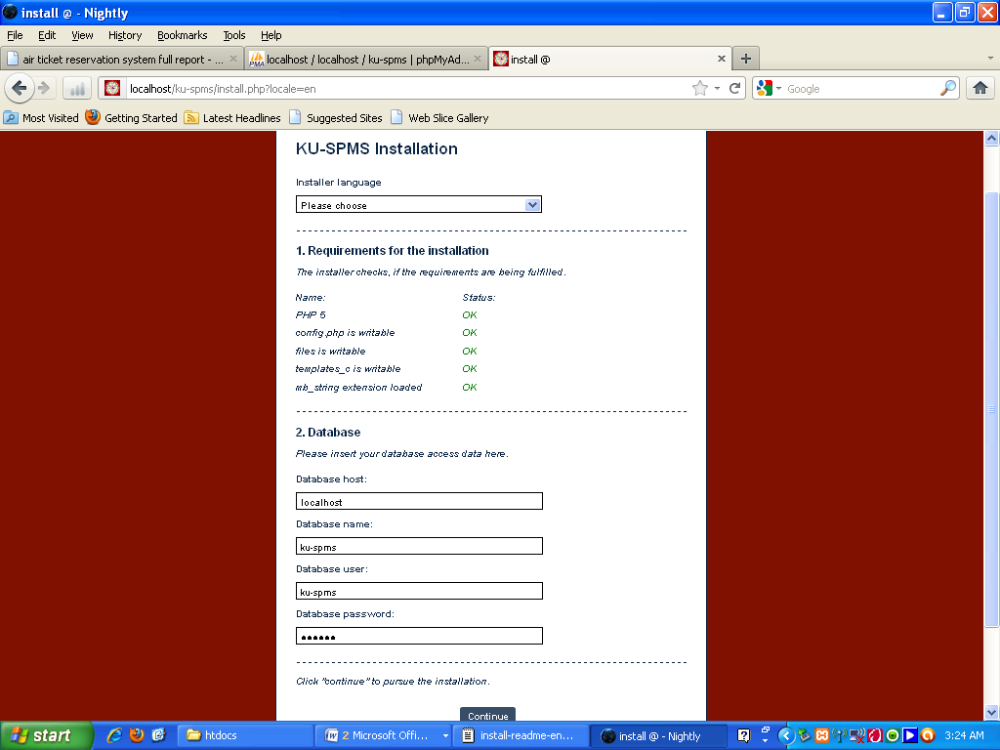 install @ - Nightly
File Edit View History Bookmarks Tools Help
air ticket reservation system full report - ... localhost / localhost / ku-spms | phpMyAd... install @
localhost/ku-spms/install.php?locale=en Google
Most Visited Getting Started Latest Headlines Suggested Sites Web Slice Gallery
KU-SPMS Installation
Installer language
Please choose
1. Requirements for the installation
The installer checks, if the requirements are being fulfilled.
Name: Status:
PHP 5 OK
config.php is writable OK
files is writable OK
templates_c is writable OK
mb_string extension loaded OK
2. Database
Please insert your database access data here.
Database host:
localhost
Database name:
ku-spms
Database user:
ku-spms
Database password:
••••••
Click "continue" to pursue the installation.
Continue
start htdocs 2 Microsoft Offi... install-readme-en... install @ - Nightly 3:24 AM